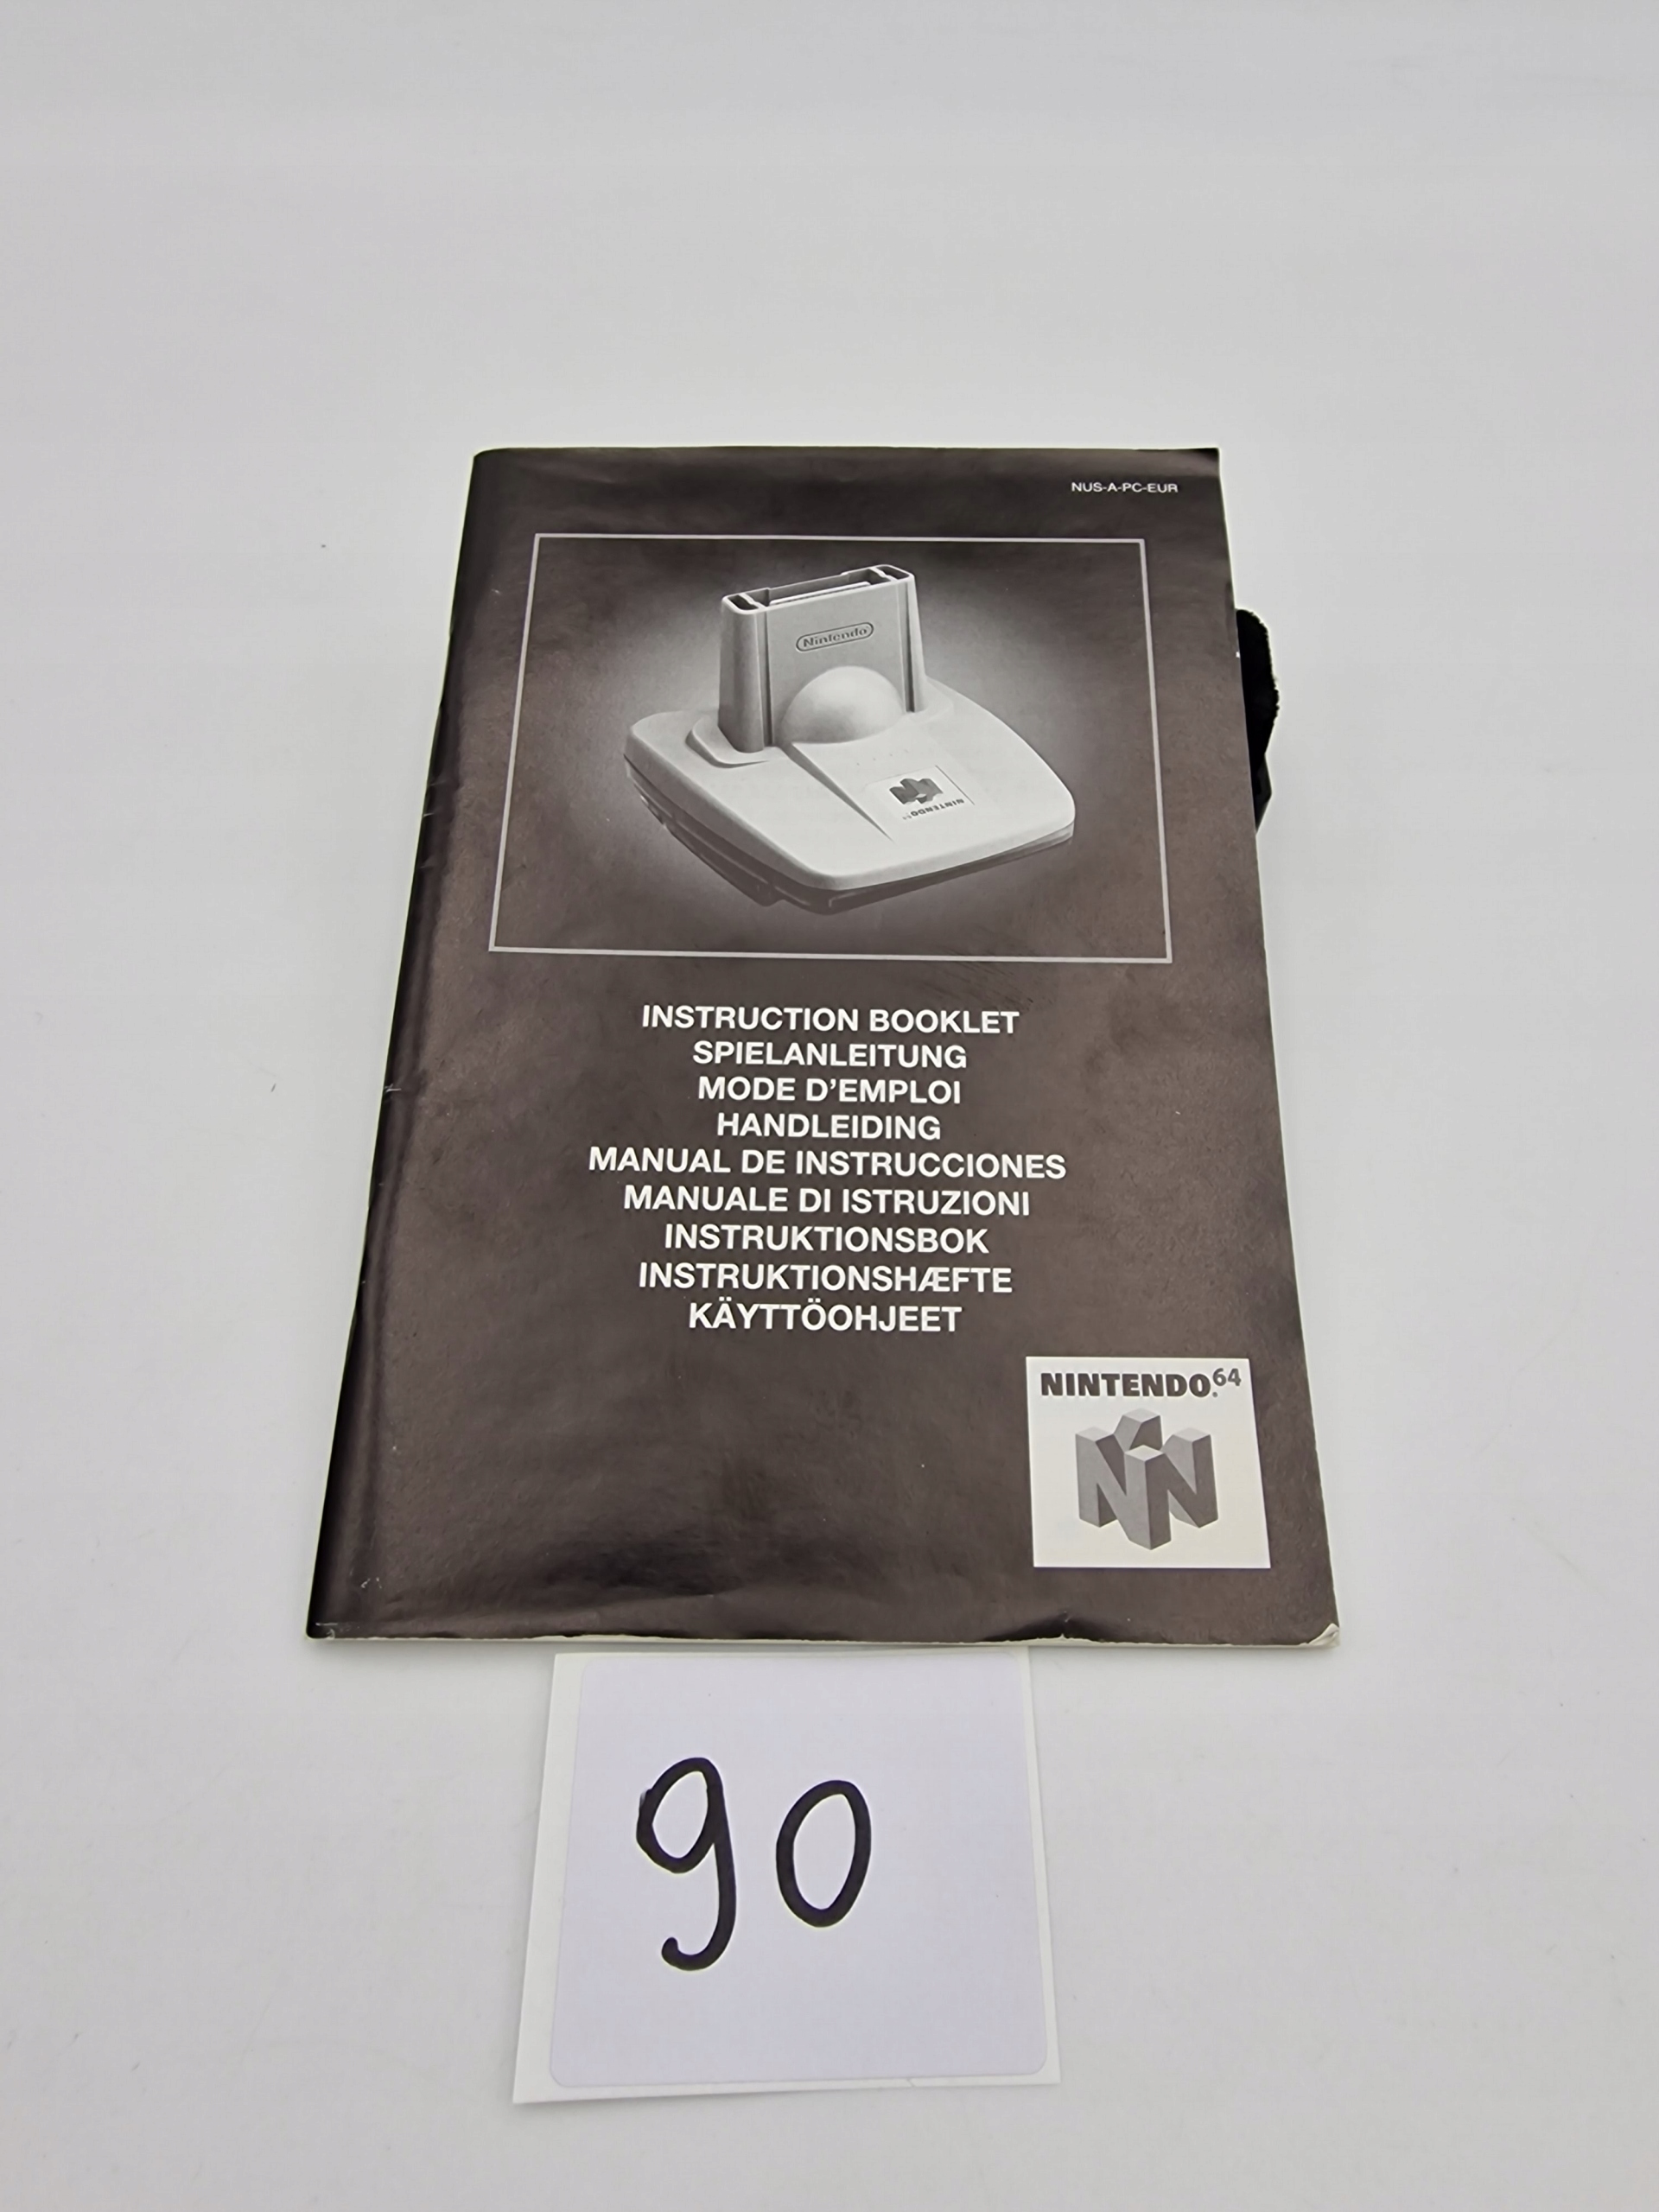 NUS-A-PC-EUR
Nintendo
NINTENDO64
INSTRUCTION BOOKLET
SPIELANLEITUNG
MODE D'EMPLOI
HANDLEIDING
MANUAL DE INSTRUCCIONES
MANUALE DI ISTRUZIONI
INSTRUKTIONSBOK
INSTRUKTIONSHÆFTE
KÄYTTÖOHJEET
NINTENDO64
90